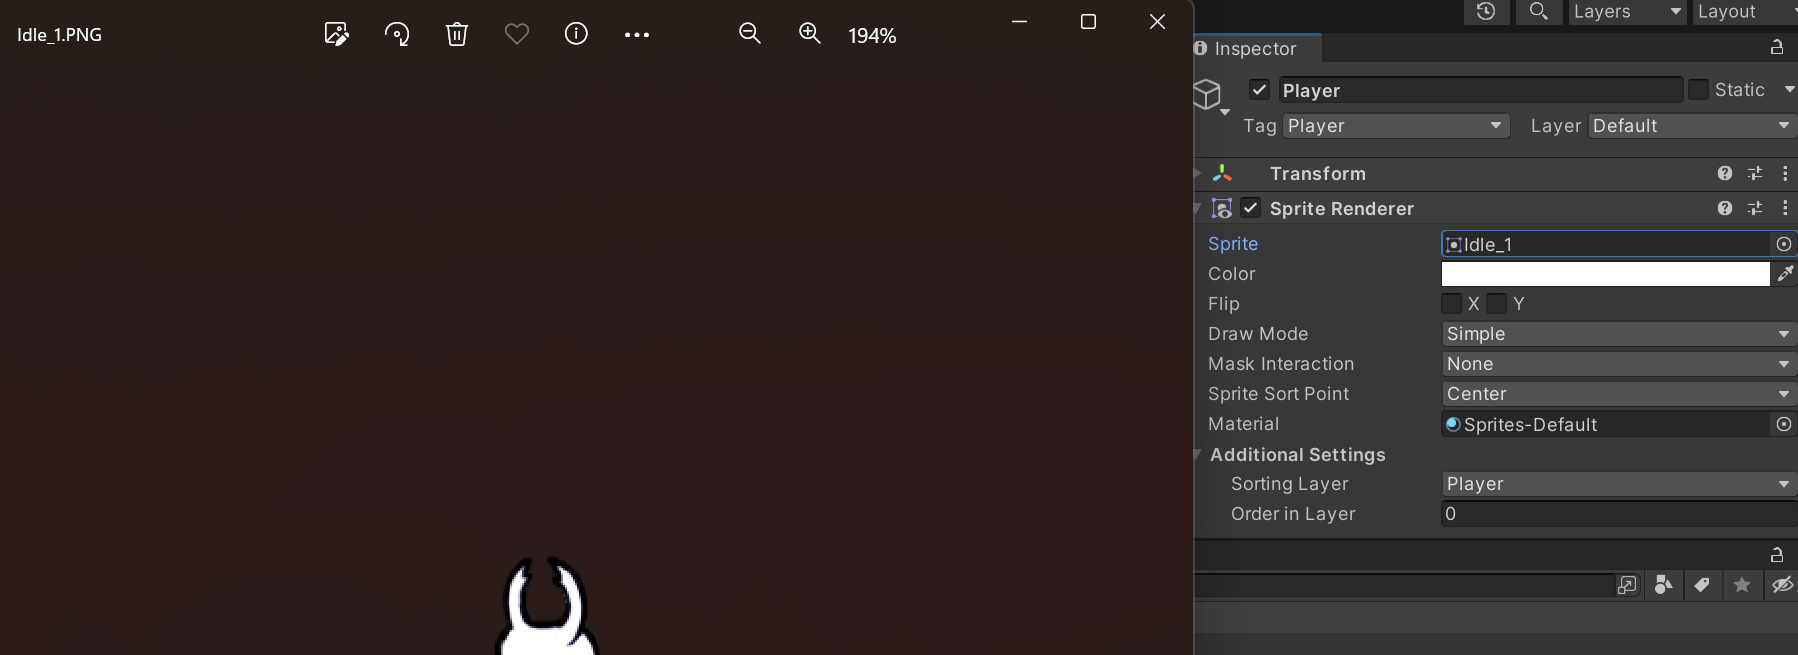 Idle_1.PNG
194%
Layers
Layout
Inspector
Player
Static
Tag Player
Layer Default
Transform
Sprite Renderer
Sprite Idle_1
Color
Flip X Y
Draw Mode Simple
Mask Interaction None
Sprite Sort Point Center
Material Sprites-Default
Additional Settings
Sorting Layer Player
Order in Layer 0